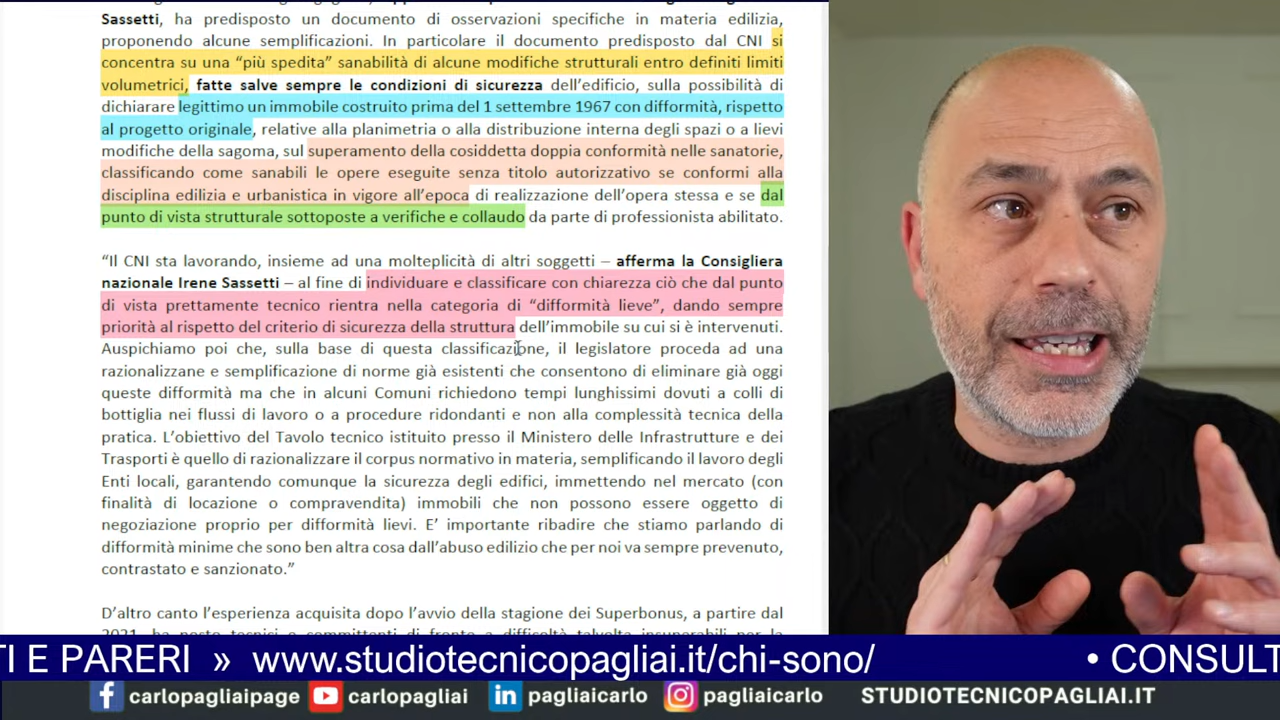 Sassetti, ha predisposto un documento di osservazioni specifiche in materia edilizia,
proponendo alcune semplificazioni. In particolare il documento predisposto dal CNI si
concentra su una “più spedita” sanabilità di alcune modifiche strutturali entro definiti limiti
volumetrici, fatte salve sempre le condizioni di sicurezza dell’edificio, sulla possibilità di
dichiarare legittimo un immobile costruito prima del 1 settembre 1967 con difformità, rispetto
al progetto originale, relative alla planimetria o alla distribuzione interna degli spazi o a lievi
modifiche della sagoma, sul superamento della cosiddetta doppia conformità nelle sanatorie,
classificando come sanabili le opere eseguite senza titolo autorizzativo se conformi alla
disciplina edilizia e urbanistica in vigore all’epoca di realizzazione dell’opera stessa e se dal
punto di vista strutturale sottoposte a verifiche e collaudo da parte di professionista abilitato.
“Il CNI sta lavorando, insieme ad una molteplicità di altri soggetti – afferma la Consigliera
nazionale Irene Sassetti – al fine di individuare e classificare con chiarezza ciò che dal punto
di vista prettamente tecnico rientra nella categoria di “difformità lieve”, dando sempre
priorità al rispetto del criterio di sicurezza della struttura dell’immobile su cui si è intervenuti.
Auspichiamo poi che, sulla base di questa classificazione, il legislatore proceda ad una
razionalizzane e semplificazione di norme già esistenti che consentono di eliminare già oggi
queste difformità ma che in alcuni Comuni richiedono tempi lunghissimi dovuti a colli di
bottiglia nei flussi di lavoro o a procedure ridondanti e non alla complessità tecnica della
pratica. L’obiettivo del Tavolo tecnico istituito presso il Ministero delle Infrastrutture e dei
Trasporti è quello di razionalizzare il corpus normativo in materia, semplificando il lavoro degli
Enti locali, garantendo comunque la sicurezza degli edifici, immettendo nel mercato (con
finalità di locazione o compravendita) immobili che non possono essere oggetto di
negoziazione proprio per difformità lievi. E’ importante ribadire che stiamo parlando di
difformità minime che sono ben altra cosa dall’abuso edilizio che per noi va sempre prevenuto,
contrastato e sanzionato.”
D’altro canto l’esperienza acquisita dopo l’avvio della stagione dei Superbonus, a partire dal
TI E PARERI » www.studiotecnicopagliai.it/chi-sono/ • CONSULT
carlopagliaipage carlopagliai pagliaicarlo pagliaicarlo STUDIOTECNICOPAGLIAI.IT